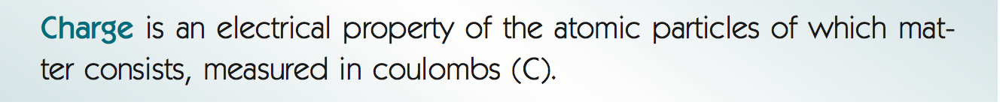 Charge is an electrical property of the atomic particles of which mat-
ter consists, measured in coulombs (C).